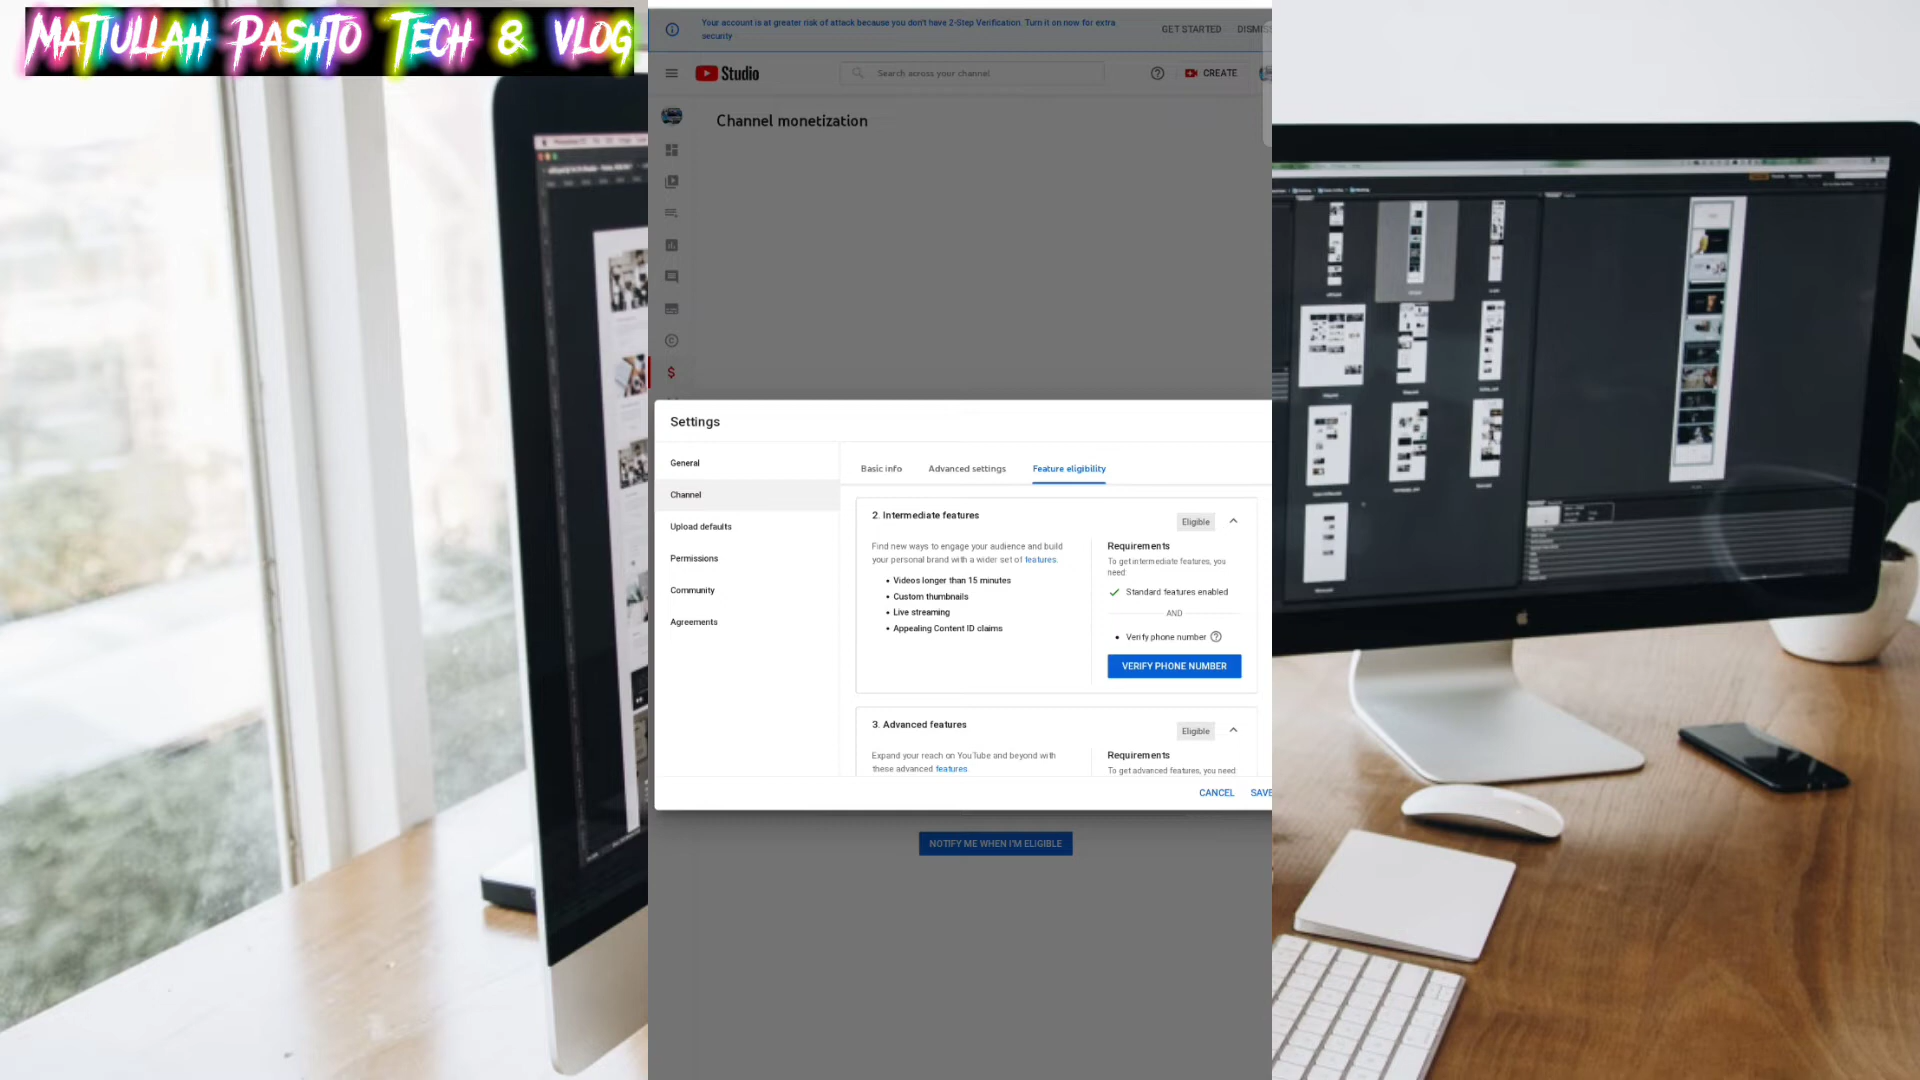 MATIULLAH PASHTO TECH & VLOG
Your account is at greater risk of attack because you don't have 2-Step Verification. Turn it on now for extra
security
GET STARTED
DISMISS
Studio
Search across your channel
CREATE
Channel monetization
Settings
General
Channel
Upload defaults
Permissions
Community
Agreements
Basic info
Advanced settings
Feature eligibility
2. Intermediate features
Eligible
Find new ways to engage your audience and build
your personal brand with a wider set of features.
• Videos longer than 15 minutes
• Custom thumbnails
• Live streaming
• Appealing Content ID claims
Requirements
To get intermediate features, you
need
Standard features enabled
AND
• Verify phone number
VERIFY PHONE NUMBER
3. Advanced features
Eligible
Expand your reach on YouTube and beyond with
these advanced features.
Requirements
To get advanced features, you need
CANCEL
SAVE
NOTIFY ME WHEN I'M ELIGIBLE